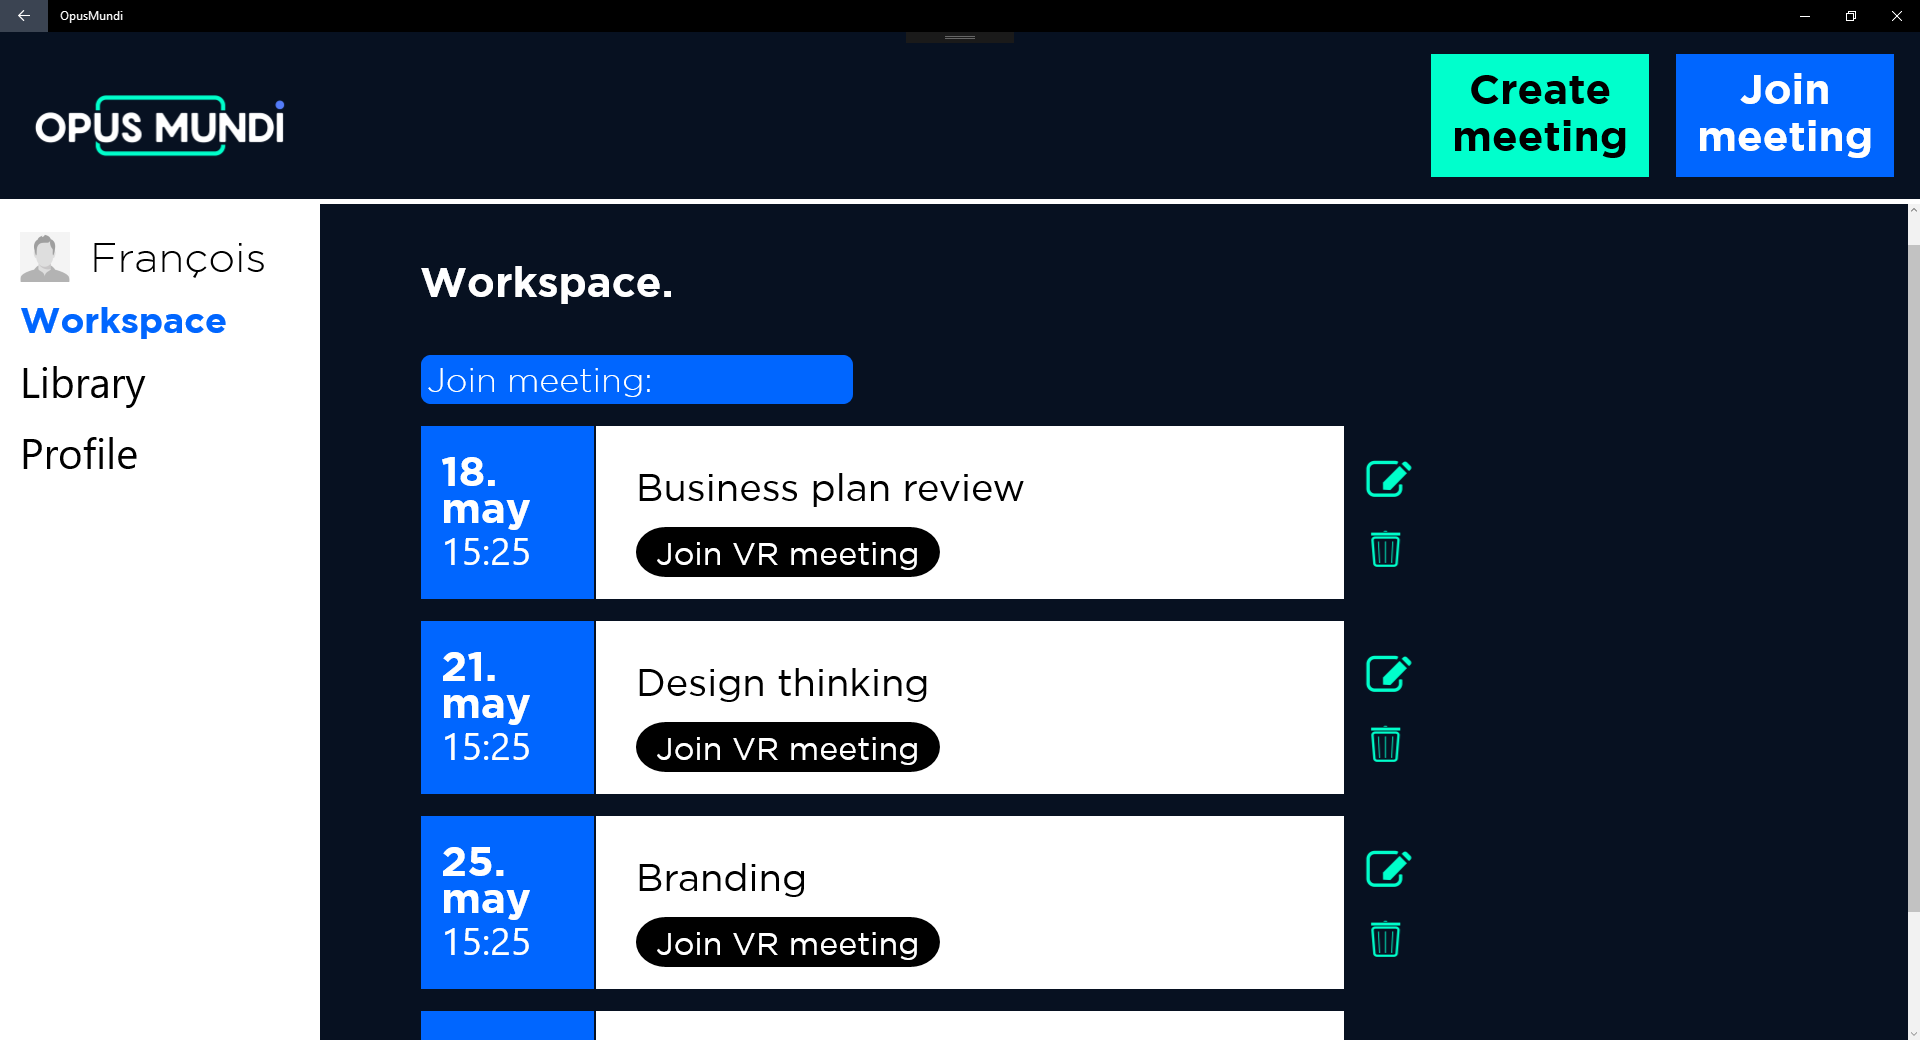 OpusMundi
OPUS MUNDi
Create
meeting
Join
meeting
François
Workspace
Library
Profile
Workspace.
Join meeting:
18.
may
15:25
Business plan review
Join VR meeting
21.
may
15:25
Design thinking
Join VR meeting
25.
may
15:25
Branding
Join VR meeting